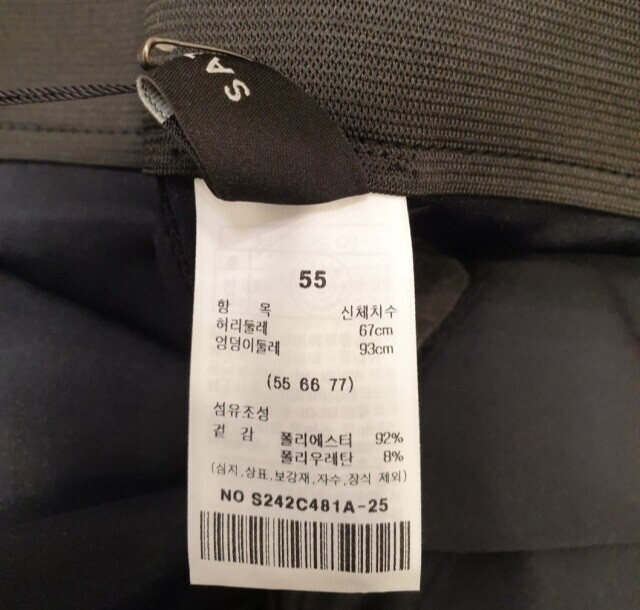 SA
55
항 목 신체치수
허리둘레 67cm
엉덩이둘레 93cm
(55 66 77)
섬유조성
겉 감 폴리에스터 92%
폴리우레탄 8%
(심지,상표,보강재,자수,장식 제외)
NO S242C481A-25